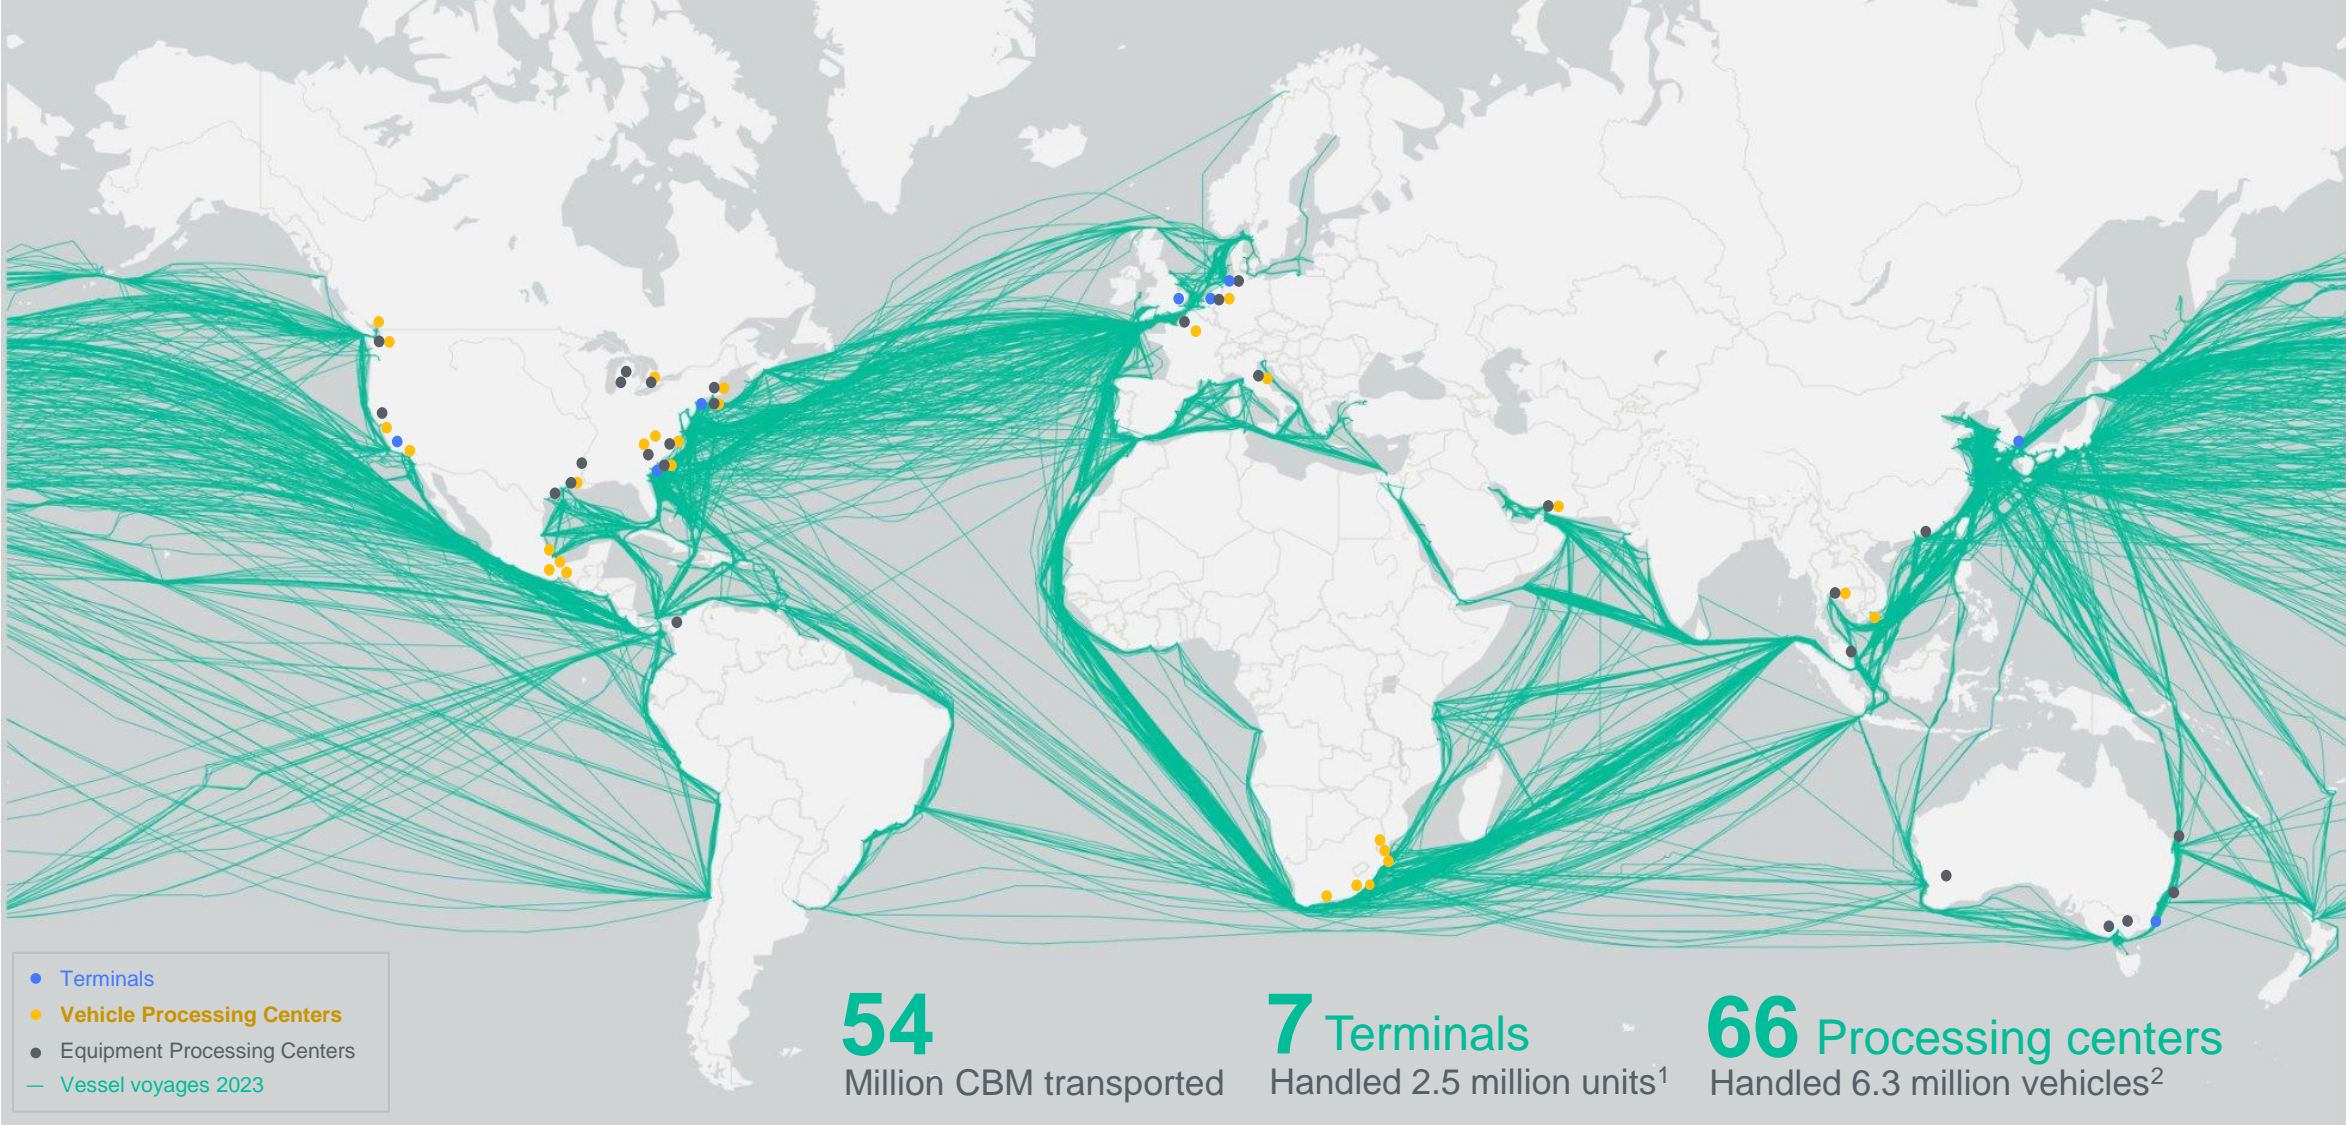 Terminals
Vehicle Processing Centers
Equipment Processing Centers
Vessel voyages 2023
54
Million CBM transported
7 Terminals
Handled 2.5 million units¹
66 Processing centers
Handled 6.3 million vehicles²